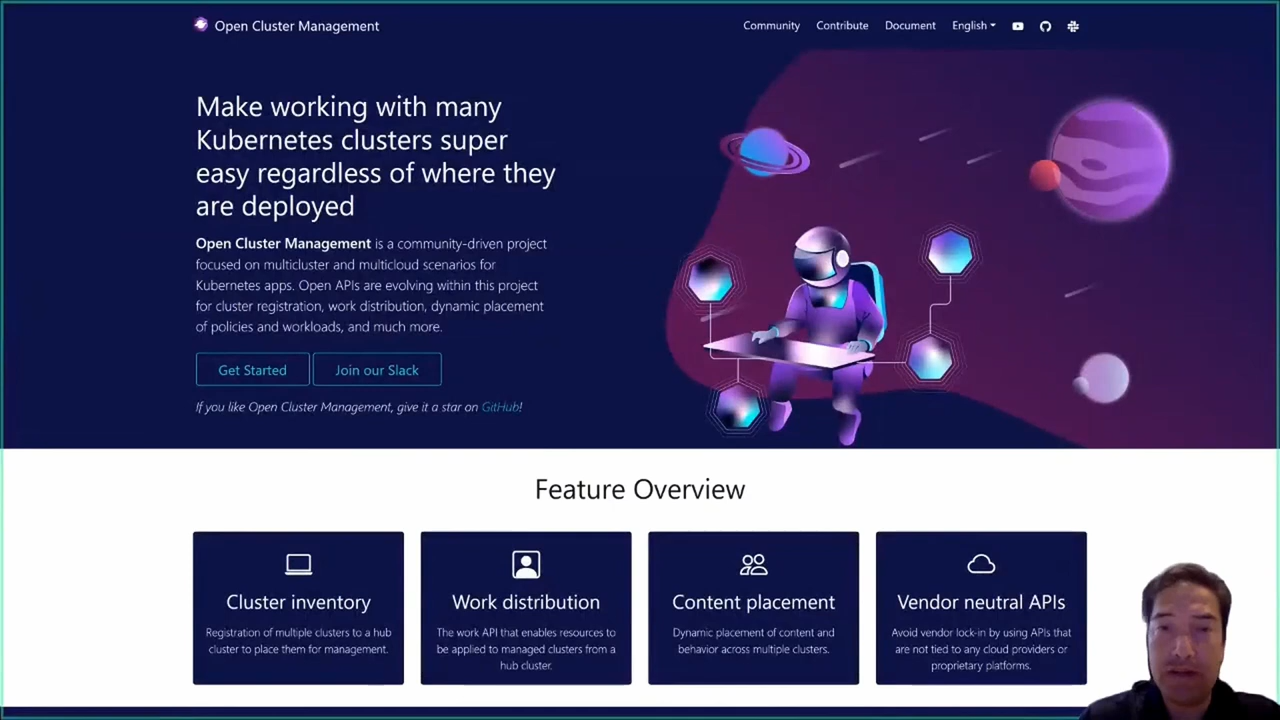 Open Cluster Management
Community
Contribute
Document
English
Make working with many
Kubernetes clusters super
easy regardless of where they
are deployed
Open Cluster Management is a community-driven project
focused on multicluster and multicloud scenarios for
Kubernetes apps. Open APIs are evolving within this project
for cluster registration, work distribution, dynamic placement
of policies and workloads, and much more.
Get Started
Join our Slack
If you like Open Cluster Management, give it a star on GitHub!
Feature Overview
Cluster inventory
Registration of multiple clusters to a hub
cluster to place them for management.
Work distribution
The work API that enables resources to
be applied to managed clusters from a
hub cluster.
Content placement
Dynamic placement of content and
behavior across multiple clusters.
Vendor neutral APIs
Avoid vendor lock-in by using APIs that
are not tied to any cloud providers or
proprietary platforms.